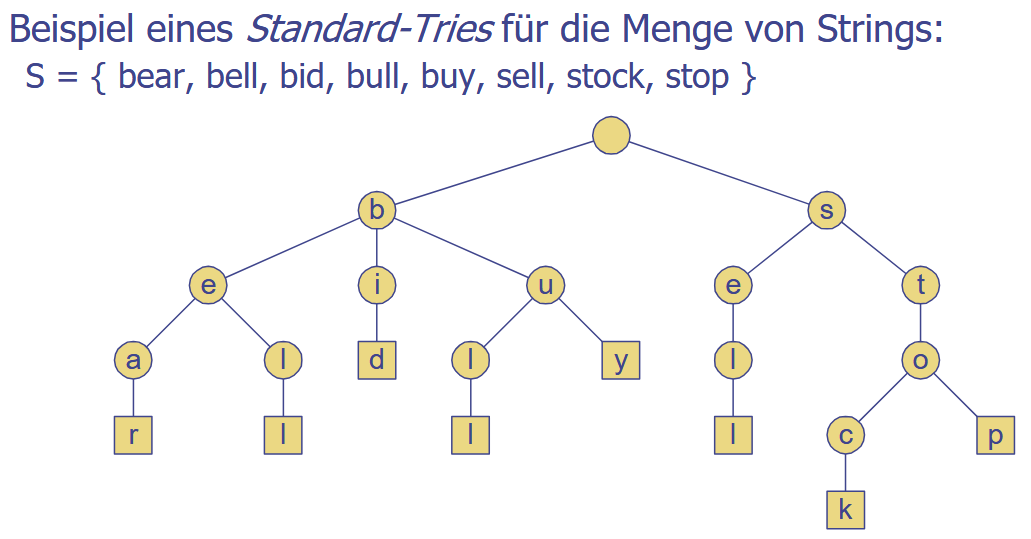 Beispiel eines Standard-Tries für die Menge von Strings:
S = { bear, bell, bid, bull, buy, sell, stock, stop }
b s
e i u e t
a l d l y l o
r l l l c p
k